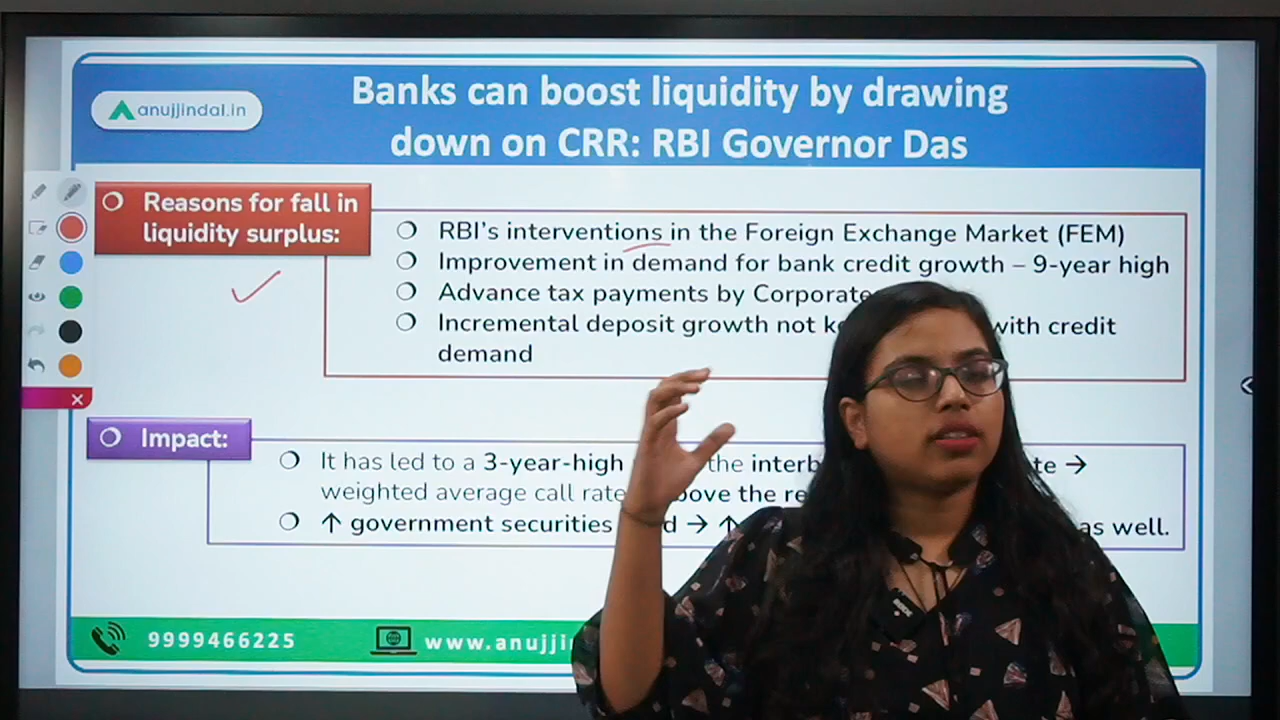 anujjindal.in
Banks can boost liquidity by drawing
down on CRR: RBI Governor Das
Reasons for fall in
liquidity surplus:
RBI's interventions in the Foreign Exchange Market (FEM)
Improvement in demand for bank credit growth – 9-year high
Advance tax payments by Corporate
Incremental deposit growth not with credit
demand
Impact:
It has led to a 3-year-high the
weighted average call rate the
↑ government securities → ↑ as well.
9999466225